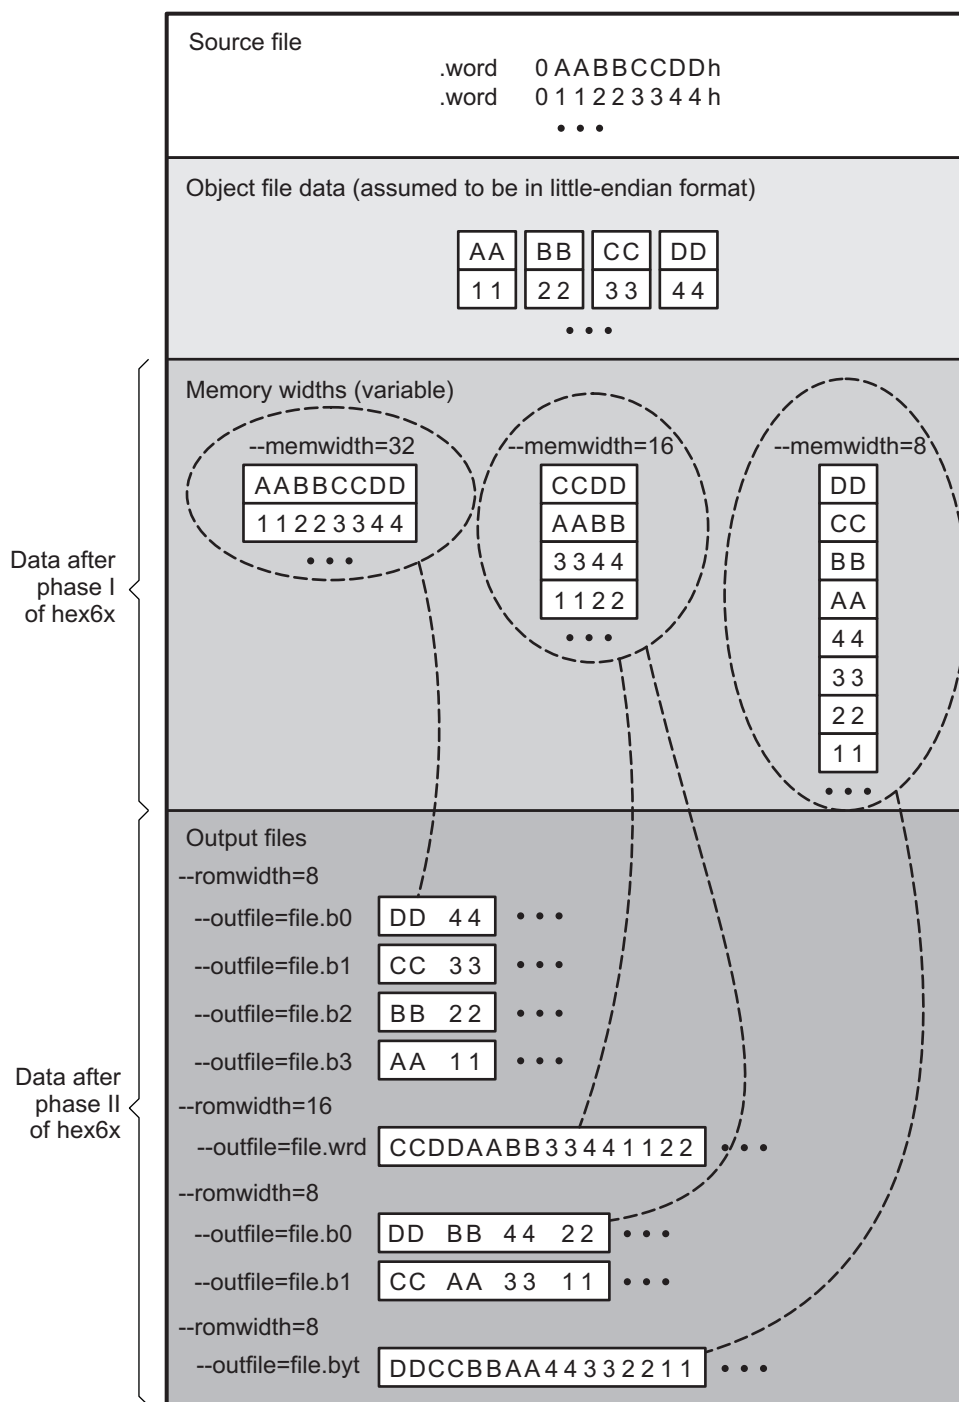 Source file
.word 0AABBCCDDh
.word 011223344h
• • •
Object file data (assumed to be in little-endian format)
AA BB CC DD
11 22 33 44
• • •
Memory widths (variable)
--memwidth=32
AABBCCDD
11223344
• • •
--memwidth=16
CCDD
AABB
3344
1122
• • •
--memwidth=8
DD
CC
BB
AA
44
33
22
11
• • •
Data after
phase I
of hex6x
Output files
--romwidth=8
--outfile=file.b0 DD 44 • • •
--outfile=file.b1 CC 33 • • •
--outfile=file.b2 BB 22 • • •
--outfile=file.b3 AA 11 • • •
--romwidth=16
--outfile=file.wrd CCDDAABB33441122 • • •
--romwidth=8
--outfile=file.b0 DD BB 44 22 • • •
--outfile=file.b1 CC AA 33 11 • • •
--romwidth=8
--outfile=file.byt DDCCBBAA44332211 • • •
Data after
phase II
of hex6x